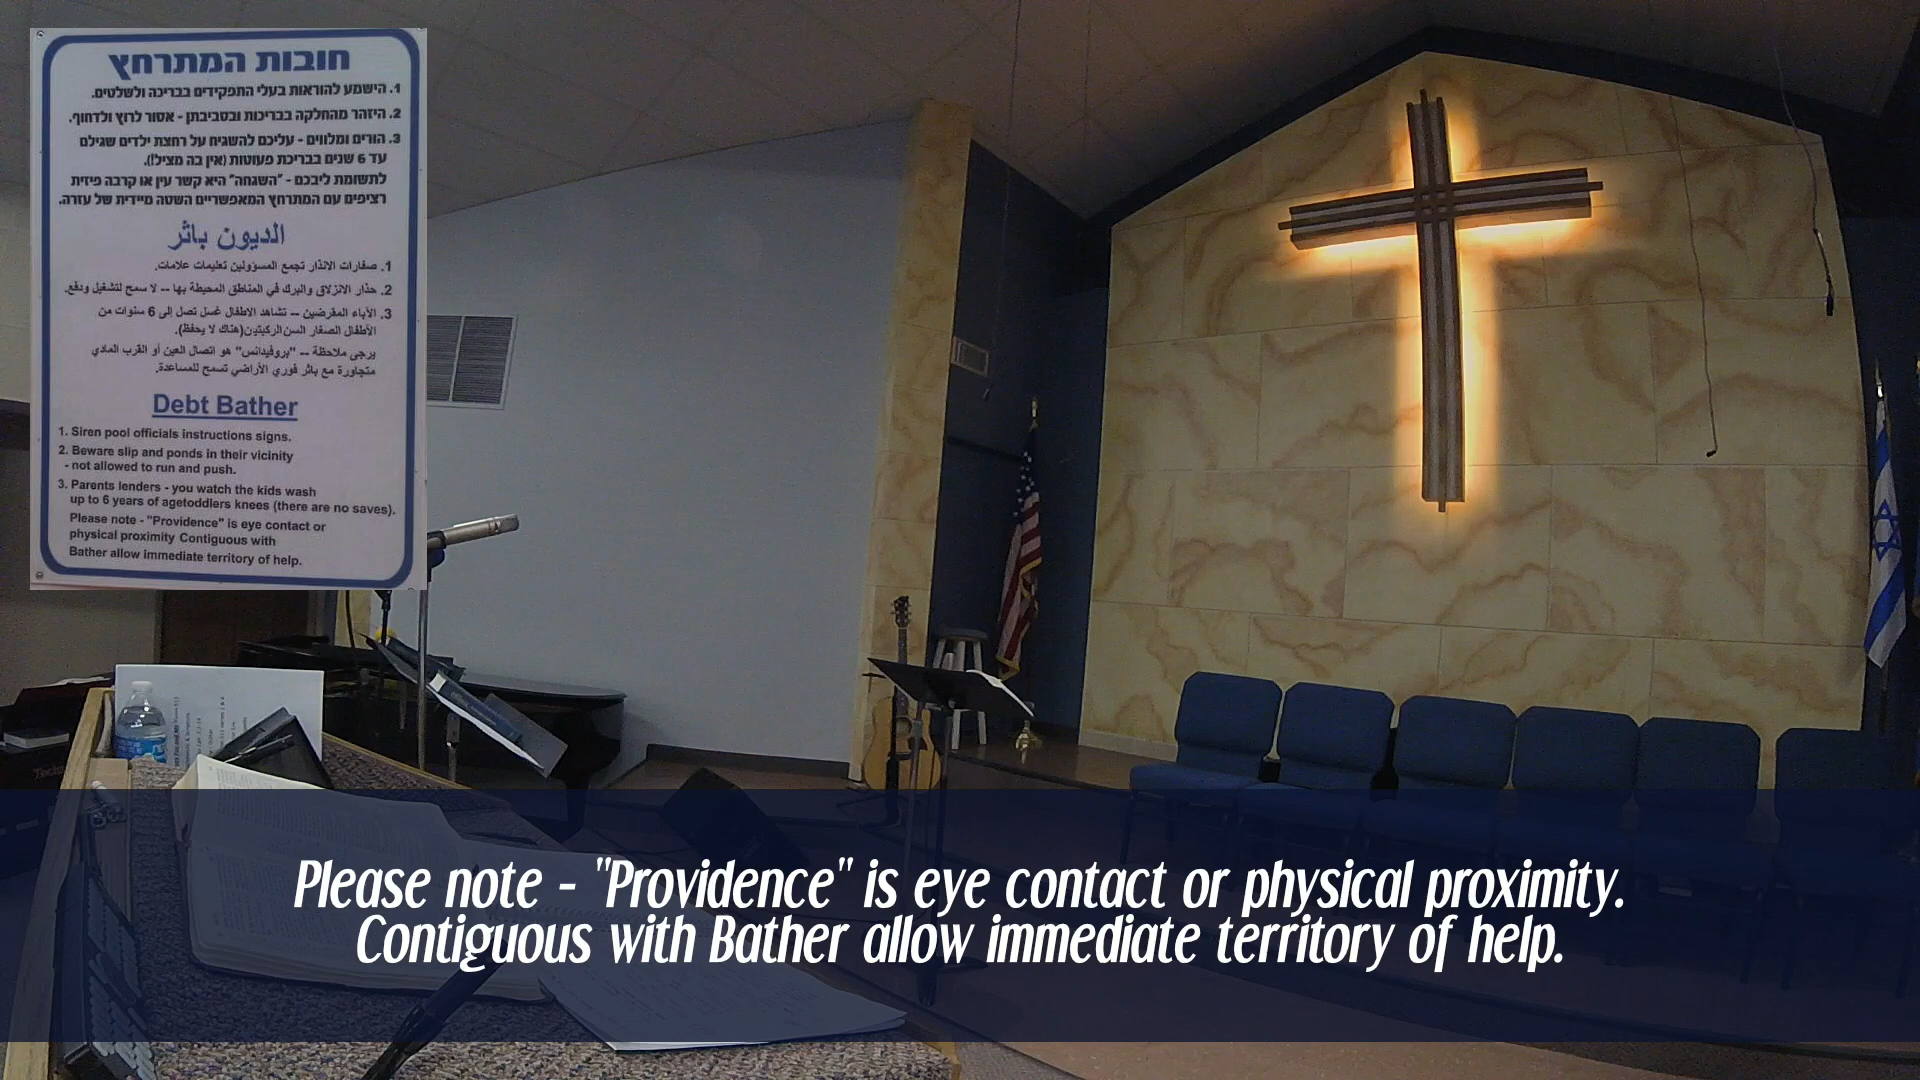 חובות המתרחץ
1. הישמע להוראות בעלי התפקידים בבריכה ולשלטים.
2. היזהר מהחלקה בבריכות ובסביבתן - אסור לרוץ ולדחוף.
3. הורים ומלווים - עליכם להשגיח על רחצת ילדים שגילם
עד 6 שנים בבריכת פעוטות (אין בה מציל!).
לתשומת ליבכם - "השגחה" היא קשר עין או קרבה פיזית
רציפים עם המתרחץ המאפשריים השטה מיידית של עזרה.
الديون باثر
1. صفارات الانذار تجمع المسؤولين تعليمات علامات.
2. حذار الانزلاق والبرك في المناطق المحيطة بها -- لا سمح لتشغيل ودفع.
3. الآباء المقرضين -- تشاهد الاطفال غسل تصل إلى 6 سنوات من
الأطفال الصغار السن الركبتين(هناك لا يحفظ).
يرجى ملاحظة -- "بروفيدانس" هو اتصال العين أو القرب المادي
متجاورة مع باثر فوري الأراضي تسمح للمساعدة.
Debt Bather
1. Siren pool officials instructions signs.
2. Beware slip and ponds in their vicinity
- not allowed to run and push.
3. Parents lenders - you watch the kids wash
up to 6 years of agetoddlers knees (there are no saves).
Please note - "Providence" is eye contact or
physical proximity Contiguous with
Bather allow immediate territory of help.
Please note - "Providence" is eye contact or physical proximity.
Contiguous with Bather allow immediate territory of help.